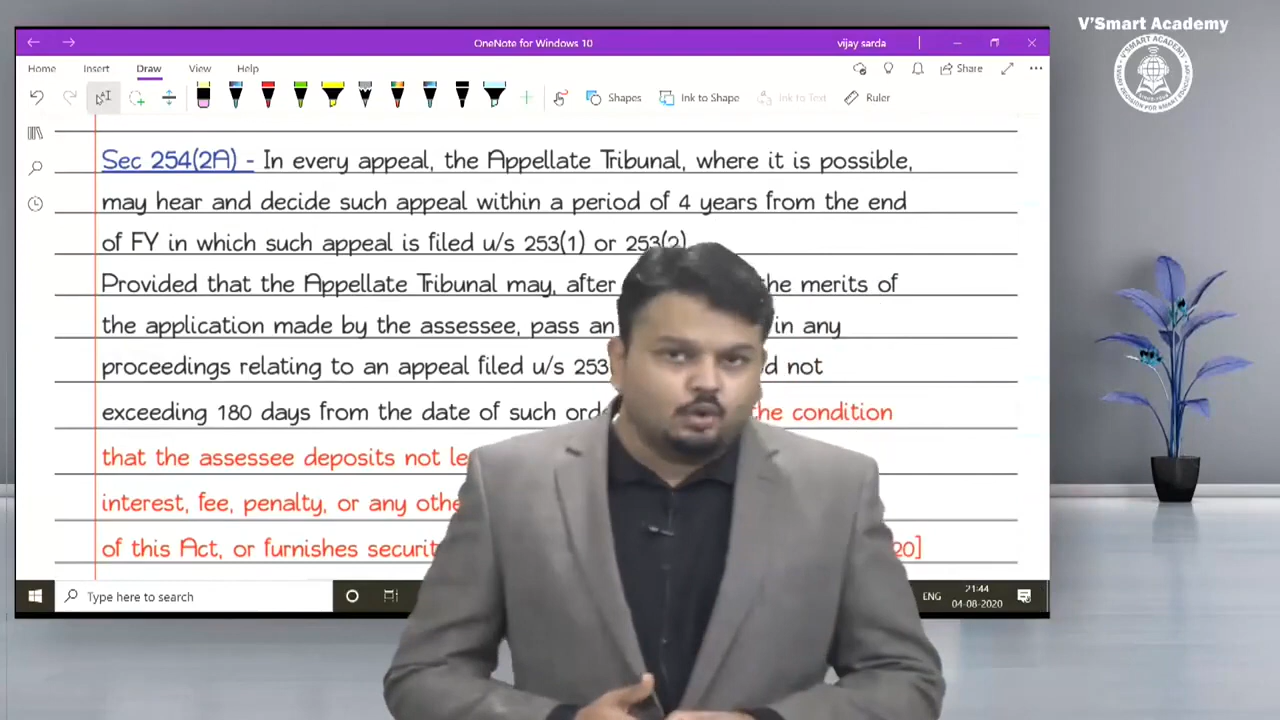 V'Smart Academy
V'SMART ACADEMY
OneNote for Windows 10
vijay sarda
Home Insert Draw View Help
Share
Shapes Ink to Shape Ink to Text Ruler
Sec 254(2A) - In every appeal, the Appellate Tribunal, where it is possible,
may hear and decide such appeal within a period of 4 years from the end
of FY in which such appeal is filed u/s 253(1) or 253(2)
Provided that the Appellate Tribunal may, after the merits of
the application made by the assessee, pass an in any
proceedings relating to an appeal filed u/s 253 not
exceeding 180 days from the date of such the condition
that the assessee deposits not
interest, fee, penalty, or any
of this Act, or furnishes 20]
Type here to search
ENG
21:44
04-08-2020